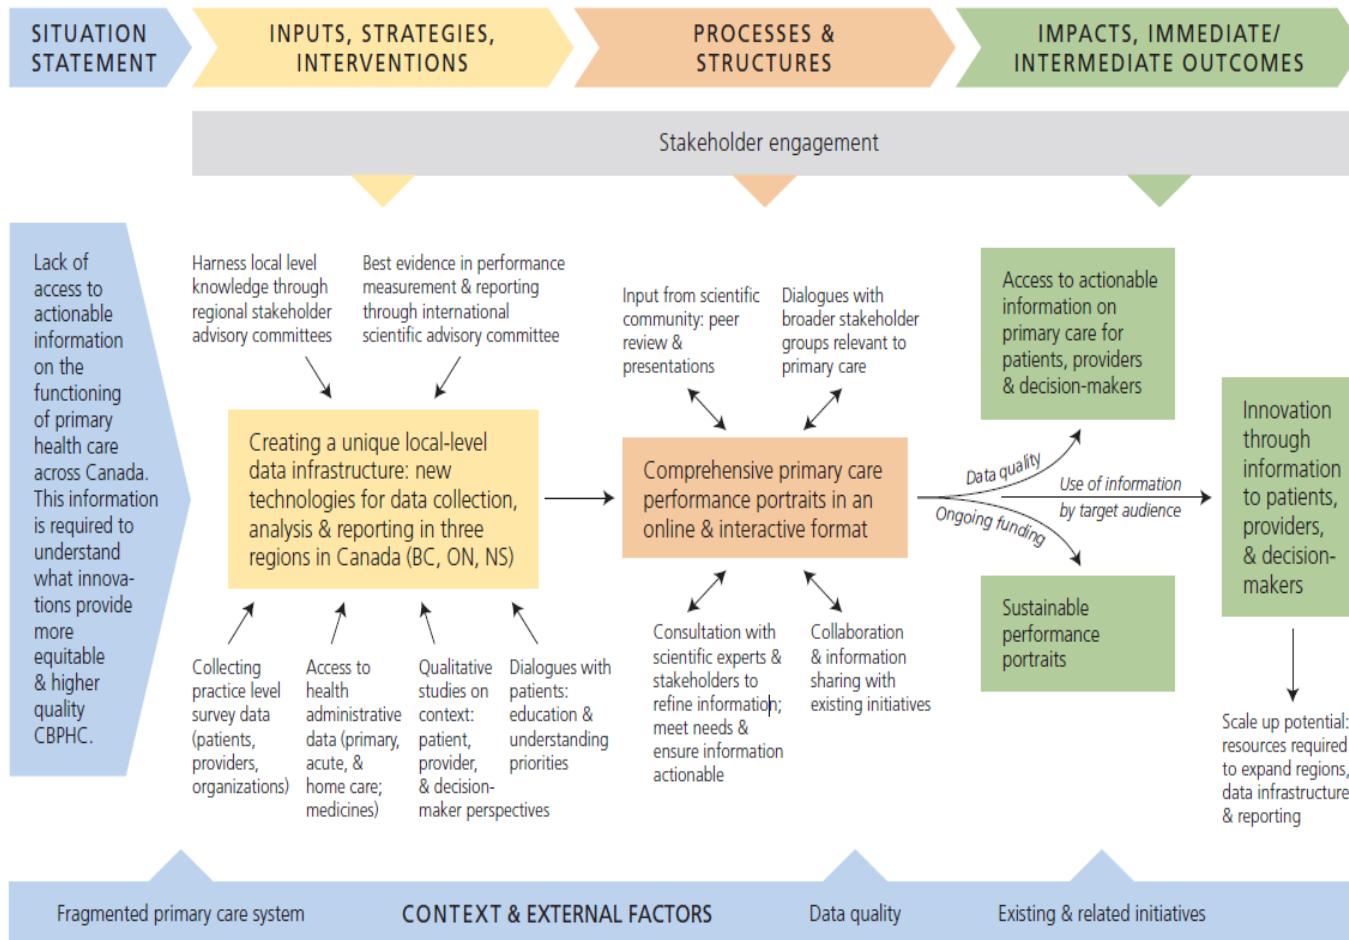 SITUATION
STATEMENT
INPUTS, STRATEGIES,
INTERVENTIONS
PROCESSES &
STRUCTURES
IMPACTS, IMMEDIATE/
INTERMEDIATE OUTCOMES
Stakeholder engagement
Lack of
access to
actionable
information
on the
functioning
of primary
health care
across Canada.
This information
is required to
understand
what innova-
tions provide
more
equitable
& higher
quality
CBPHC.
Harness local level
knowledge through
regional stakeholder
advisory committees
Best evidence in performance
measurement & reporting
through international
scientific advisory committee
Creating a unique local-level
data infrastructure: new
technologies for data collection,
analysis & reporting in three
regions in Canada (BC, ON, NS)
Collecting
practice level
survey data
(patients,
providers,
organizations)
Access to
health
administrative
data (primary,
acute, &
home care;
medicines)
Qualitative
studies on
context:
patient,
provider,
& decision-
maker perspectives
Dialogues with
patients:
education &
understanding
priorities
Input from scientific
community: peer
review &
presentations
Dialogues with
broader stakeholder
groups relevant to
primary care
Comprehensive primary care
performance portraits in an
online & interactive format
Consultation with
scientific experts &
stakeholders to
refine information;
meet needs &
ensure information
actionable
Collaboration
& information
sharing with
existing initiatives
Data quality
Use of information
by target audience
Ongoing funding
Access to actionable
information on
primary care for
patients, providers
& decision-makers
Sustainable
performance
portraits
Innovation
through
information
to patients,
providers,
& decision-
makers
Scale up potential:
resources required
to expand regions,
data infrastructure
& reporting
Fragmented primary care system
CONTEXT & EXTERNAL FACTORS
Data quality
Existing & related initiatives